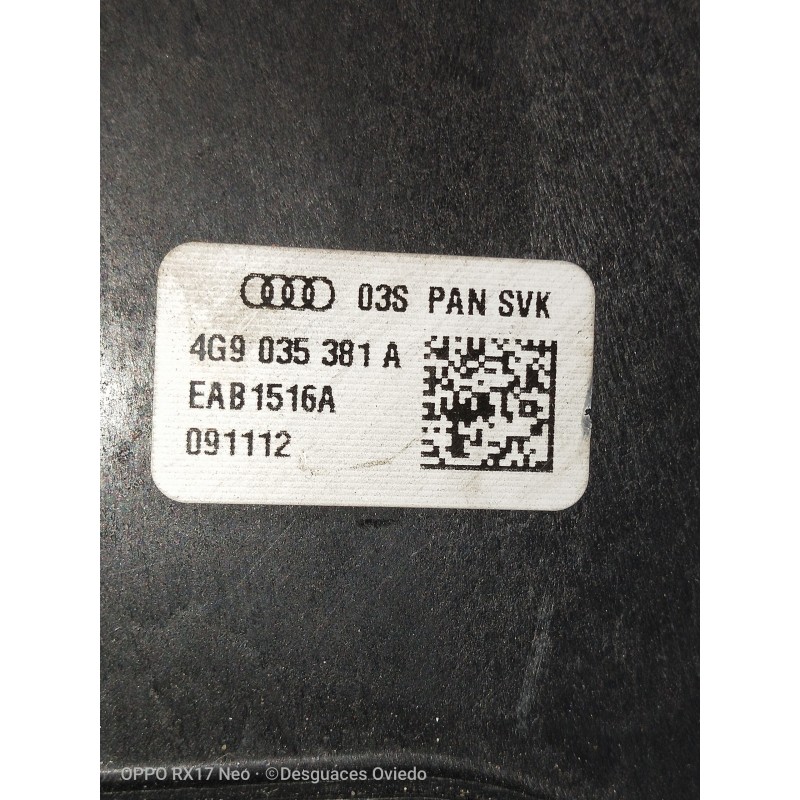 03S PAN SVK
4G9 035 381 A
EAB1516A
091112
OPPO RX17 Neo · ©Desguaces Oviedo